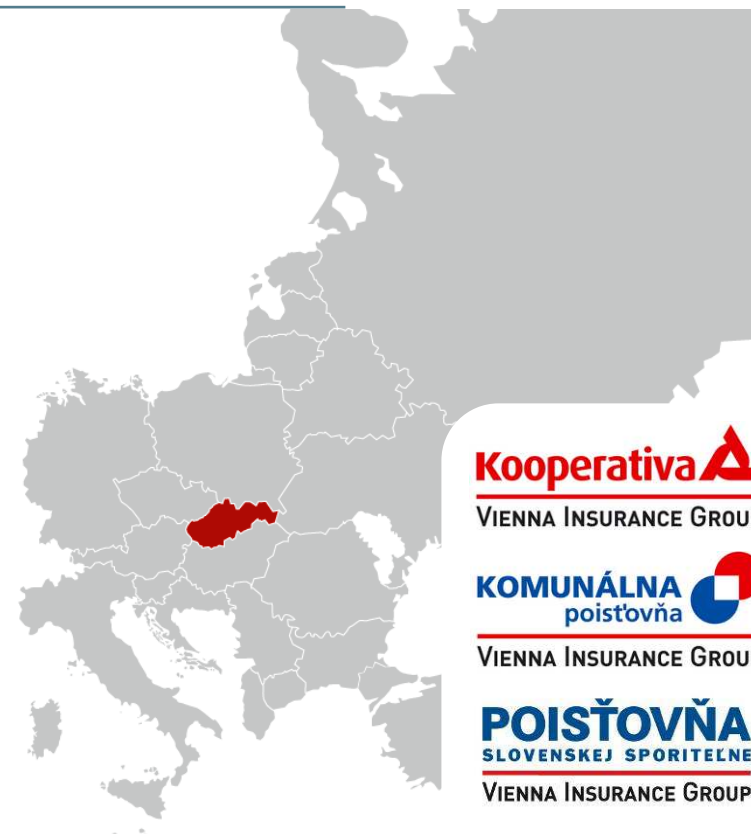 Kooperativa
VIENNA INSURANCE GROU
KOMUNÁLNA
poisťovňa
VIENNA INSURANCE GROU
POISŤOVŇA
SLOVENSKEJ SPORITEĽNE
VIENNA INSURANCE GROUP